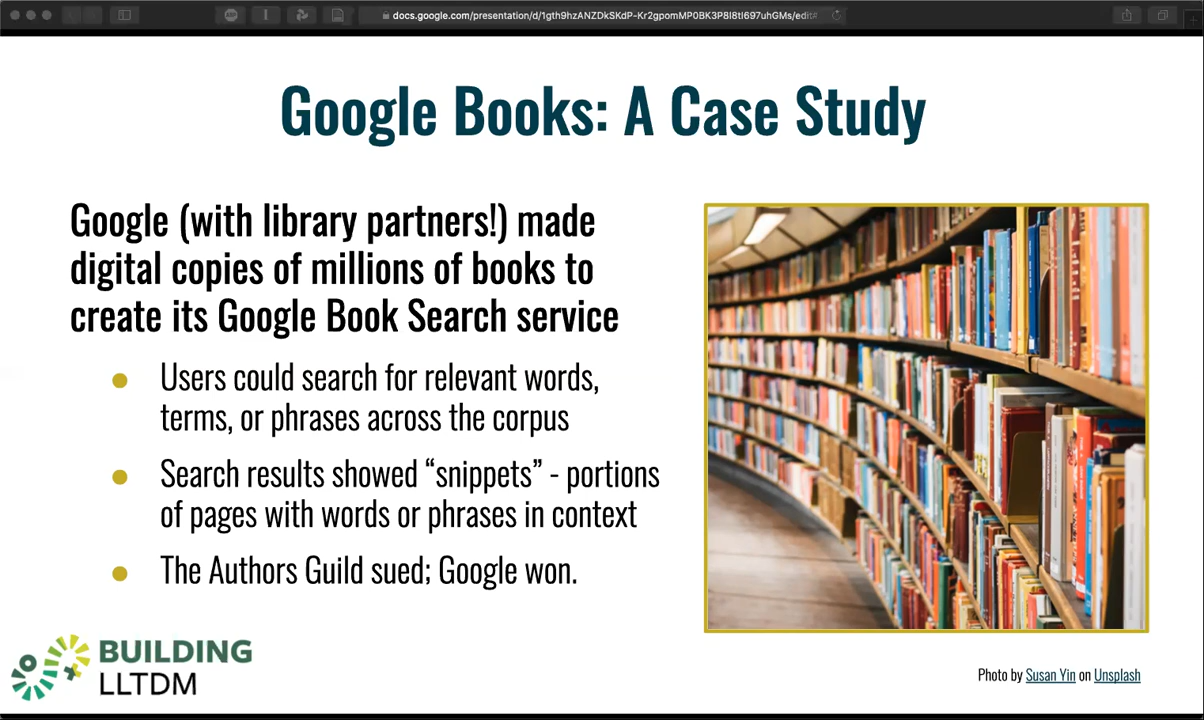 docs.google.com/presentation/d/1gth9hzANZDkSKdP-Kr2gpomMP0BK3P8I8tI697uhGMs/edit#
Google Books: A Case Study
Google (with library partners!) made
digital copies of millions of books to
create its Google Book Search service
● Users could search for relevant words,
terms, or phrases across the corpus
● Search results showed “snippets” - portions
of pages with words or phrases in context
● The Authors Guild sued; Google won.
BUILDING
LLTDM
Photo by Susan Yin on Unsplash